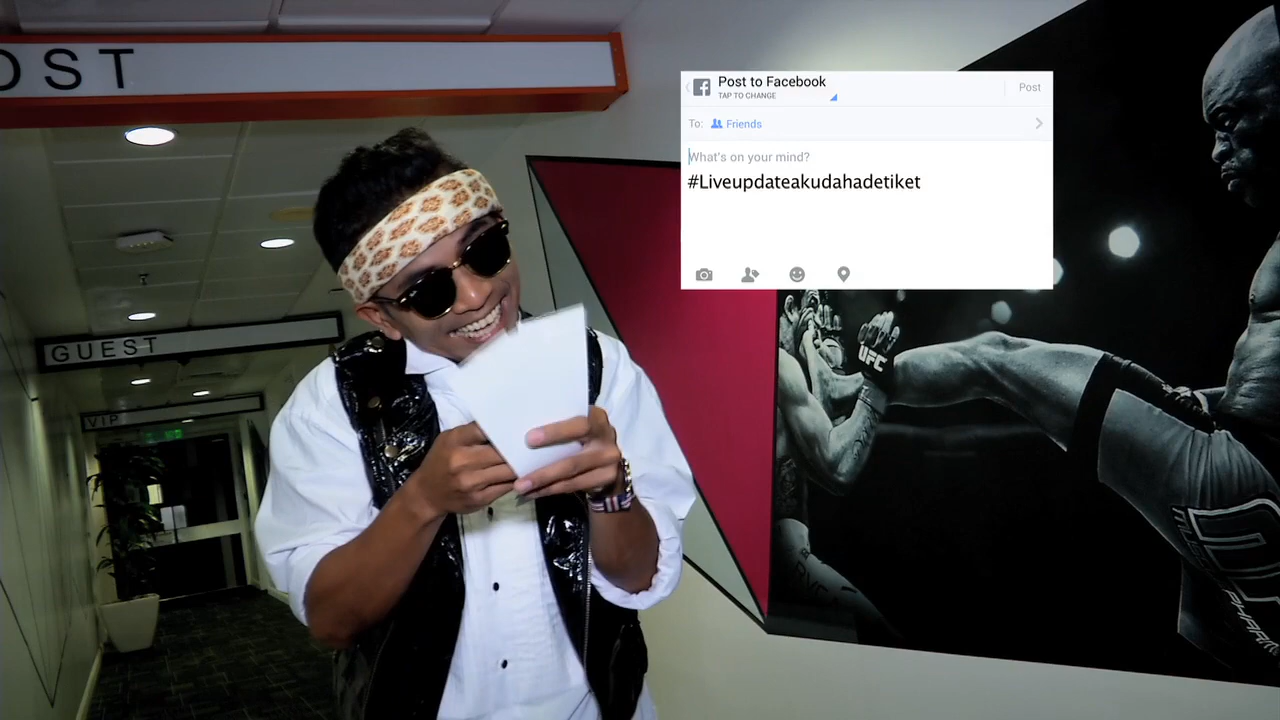 OST
GUEST
VIP
Post to Facebook
TAP TO CHANGE
Post
To: Friends
What's on your mind?
#Liveupdateakudahadetiket
UFC